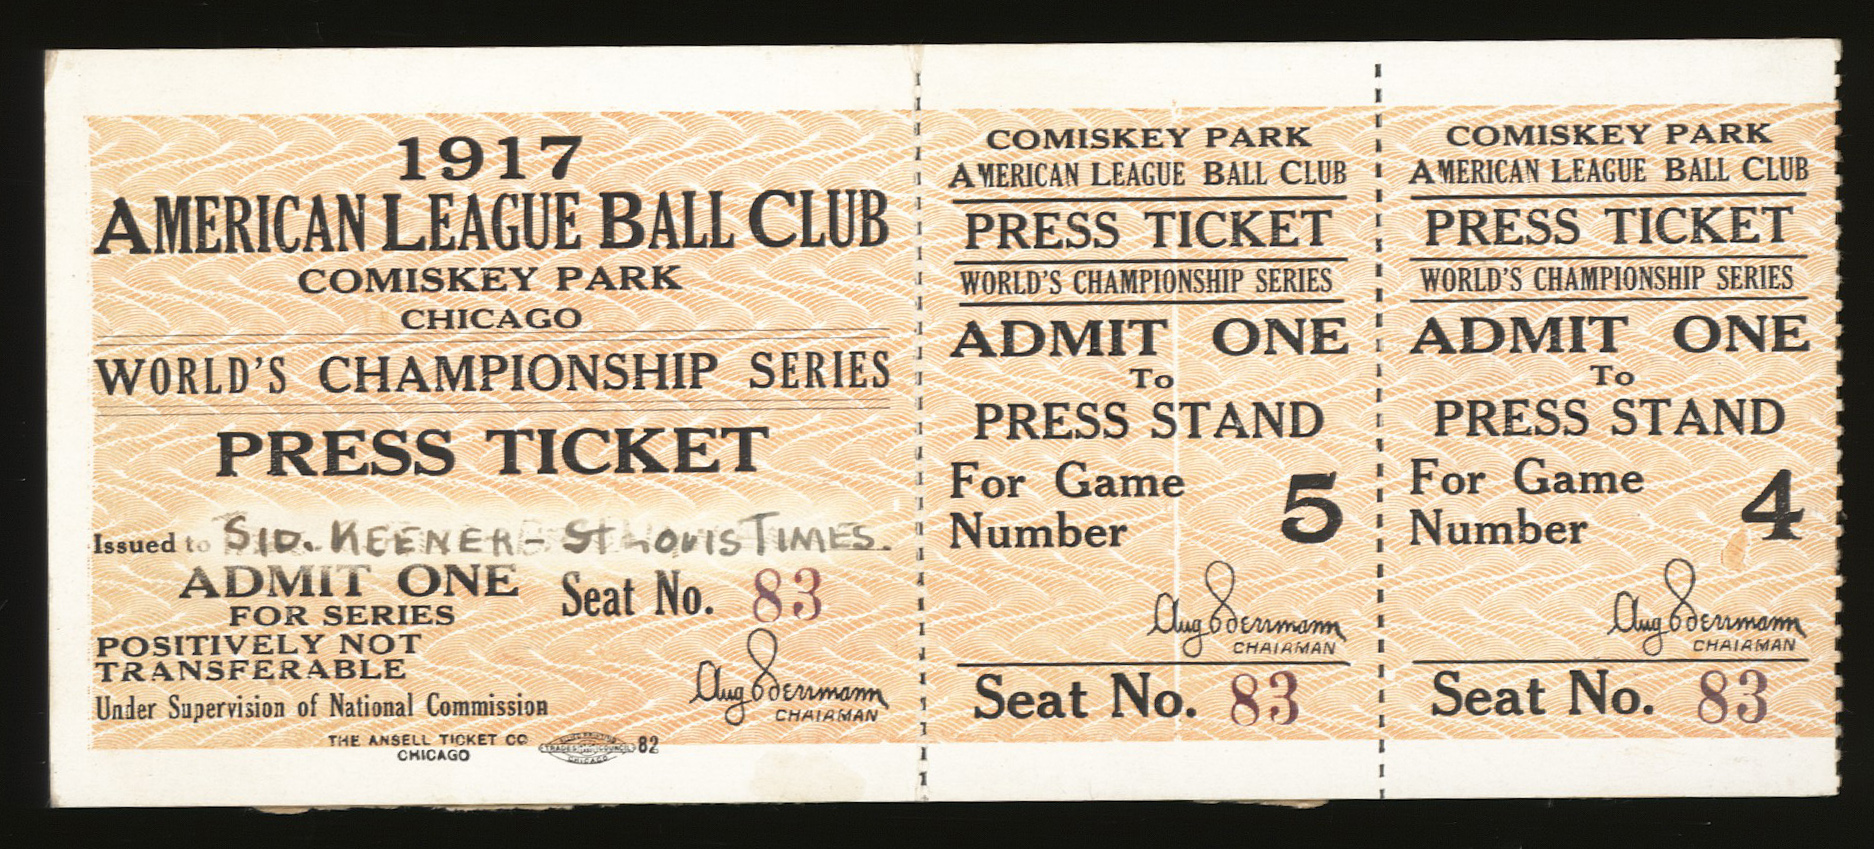 1917
AMERICAN LEAGUE BALL CLUB
COMISKEY PARK
CHICAGO
WORLD'S CHAMPIONSHIP SERIES
PRESS TICKET
Issued to SID. KEENER - ST LOUIS TIMES.
ADMIT ONE
FOR SERIES
Seat No. 83
POSITIVELY NOT
TRANSFERABLE
Under Supervision of National Commission
Aug Herrmann
CHAIRMAN
THE ANSELL TICKET CO
CHICAGO
TRADES COUNCIL
CHICAGO
82
COMISKEY PARK
AMERICAN LEAGUE BALL CLUB
PRESS TICKET
WORLD'S CHAMPIONSHIP SERIES
ADMIT ONE
To
PRESS STAND
For Game
Number 5
Aug Herrmann
CHAIRMAN
Seat No. 83
COMISKEY PARK
AMERICAN LEAGUE BALL CLUB
PRESS TICKET
WORLD'S CHAMPIONSHIP SERIES
ADMIT ONE
To
PRESS STAND
For Game
Number 4
Aug Herrmann
CHAIRMAN
Seat No. 83